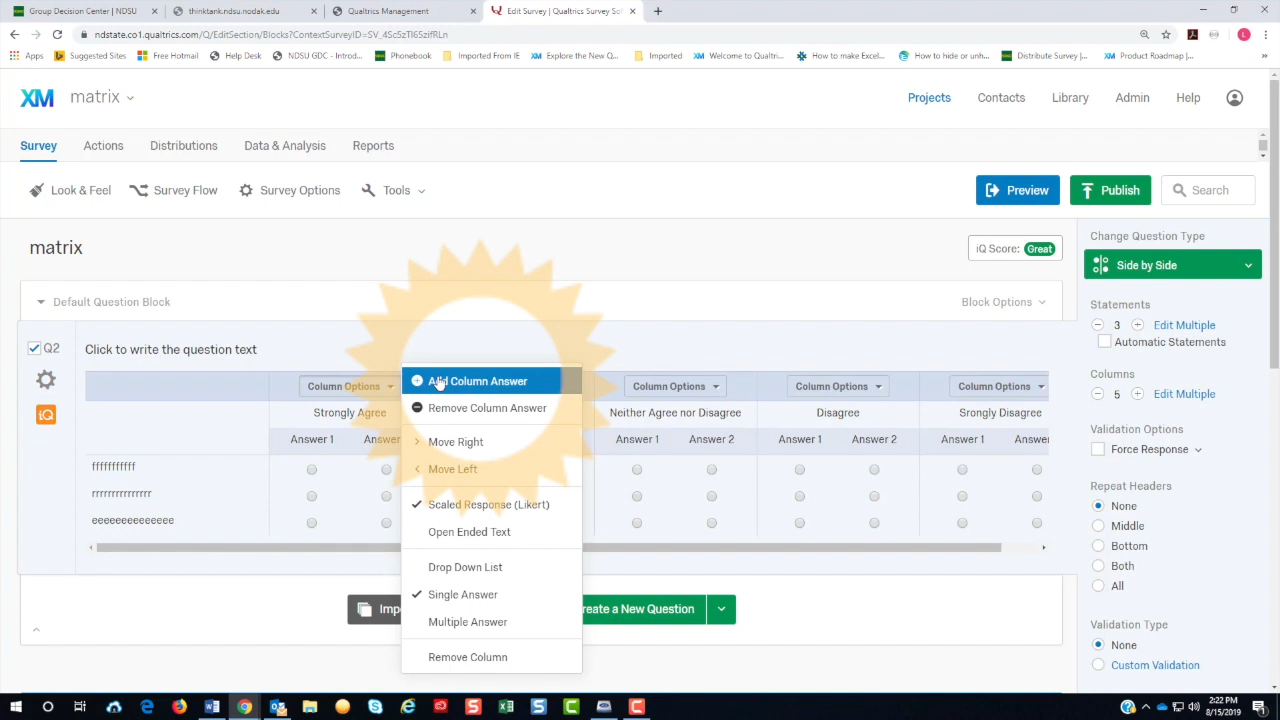 Group Decision Center | NDSU
thinktank.ndsu.nodak.edu
Qualtrics Management
Edit Survey | Qualtrics Survey Sof
ndstate.co1.qualtrics.com/Q/EditSection/Blocks?ContextSurveyID=SV_4Sc5zTl6SzifRLn
Apps
Suggested Sites
Free Hotmail
Help Desk
NDSU GDC - Introd...
Phonebook
Imported From IE
Explore the New Q...
Imported
Welcome to Qualtri...
How to make Excel...
How to hide or unh...
Distribute Survey |...
Product Roadmap |...
XM
matrix
Projects
Contacts
Library
Admin
Help
Survey
Actions
Distributions
Data & Analysis
Reports
Look & Feel
Survey Flow
Survey Options
Tools
Preview
Publish
Search
matrix
iQ Score: Great
Change Question Type
Side by Side
Default Question Block
Block Options
Q2
iQ
Click to write the question text
Column Options
Column Options
Column Options
Column Options
Strongly Agree
Neither Agree nor Disagree
Disagree
Srongly Disagree
Answer 1
Answer 1 Answer 2
Answer 1 Answer 2
Answer 1
fffffffffff
rrrrrrrrrrrrrr
eeeeeeeeeeeeee
Add Column Answer
Remove Column Answer
Move Right
Move Left
Scaled Response (Likert)
Open Ended Text
Drop Down List
Single Answer
Multiple Answer
Remove Column
Create a New Question
Statements
3 Edit Multiple
Automatic Statements
Columns
5 Edit Multiple
Validation Options
Force Response
Repeat Headers
None
Middle
Bottom
Both
All
Validation Type
None
Custom Validation
2:22 PM
8/15/2019